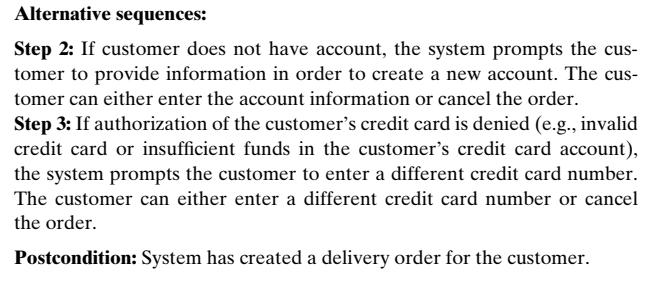 Alternative sequences:
Step 2: If customer does not have account, the system prompts the cus-
tomer to provide information in order to create a new account. The cus-
tomer can either enter the account information or cancel the order.
Step 3: If authorization of the customer’s credit card is denied (e.g., invalid
credit card or insufficient funds in the customer’s credit card account),
the system prompts the customer to enter a different credit card number.
The customer can either enter a different credit card number or cancel
the order.
Postcondition: System has created a delivery order for the customer.